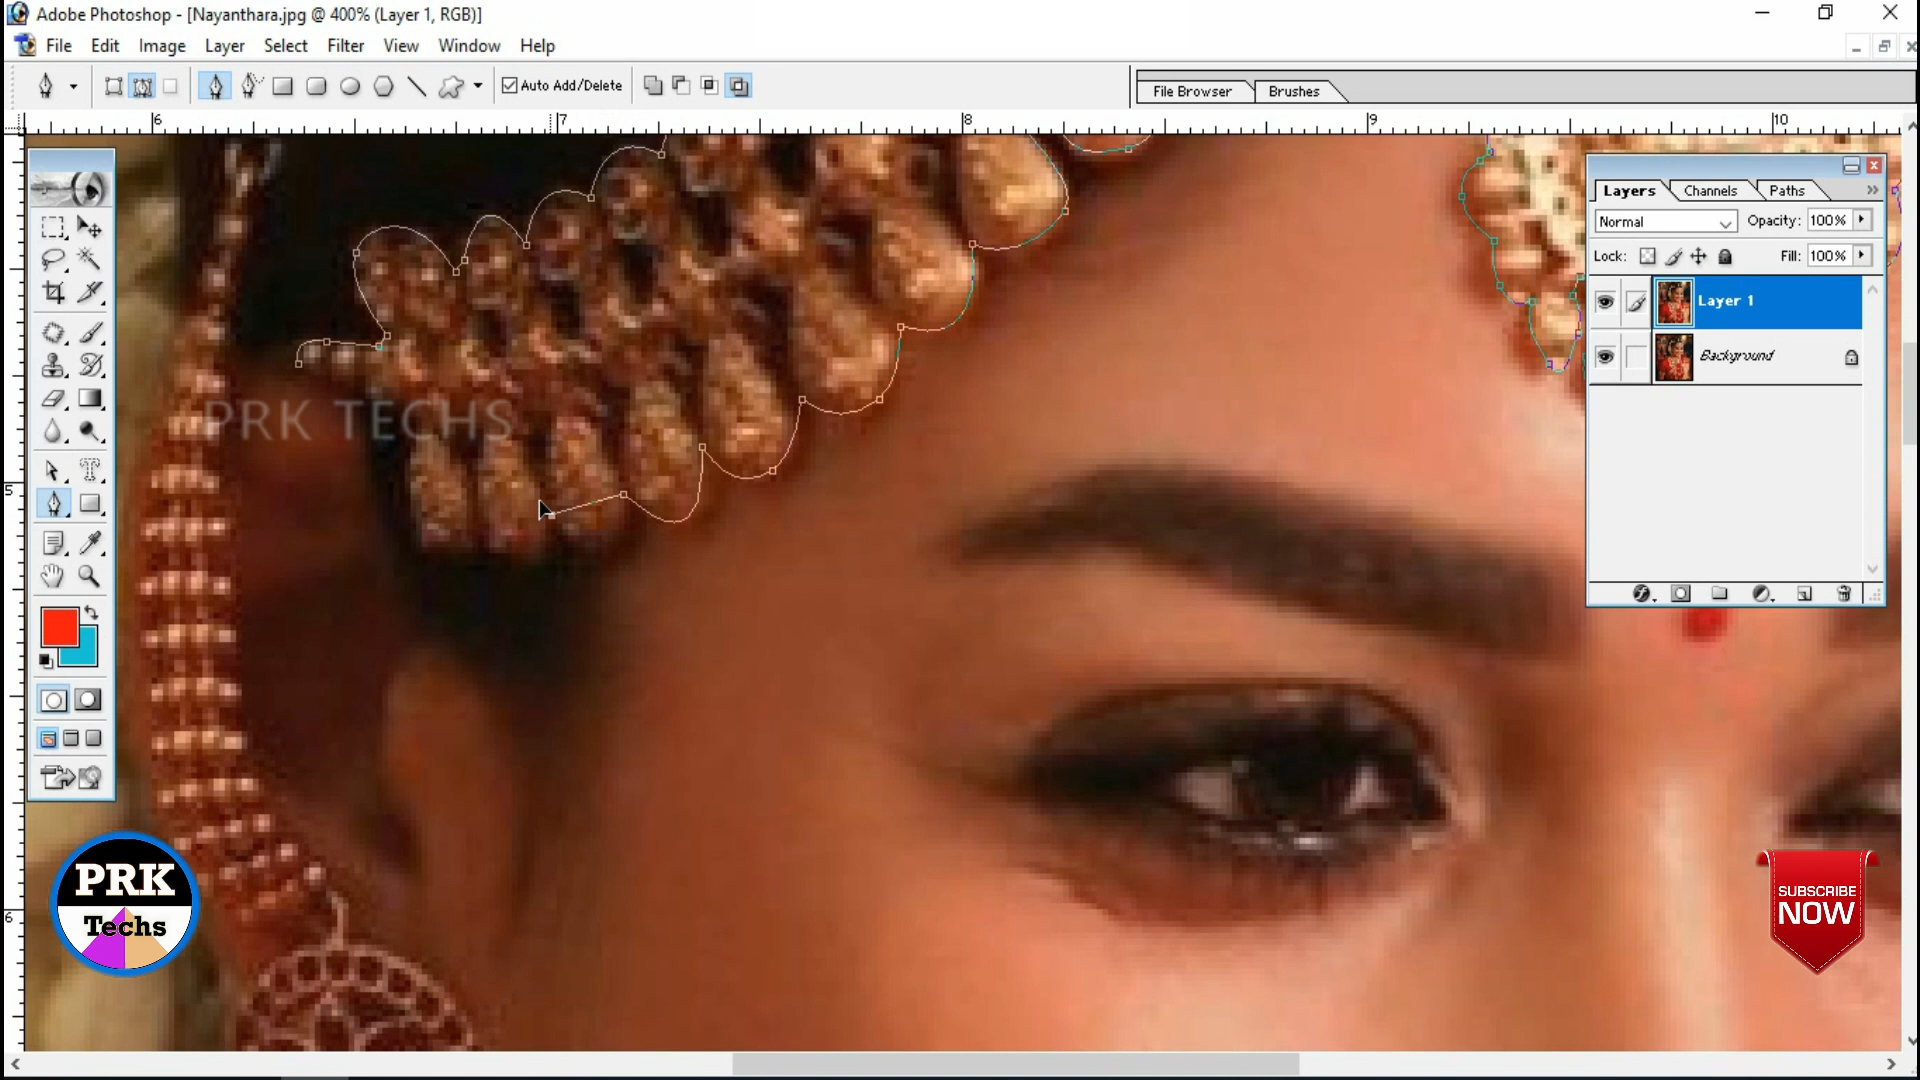 Adobe Photoshop - [Nayanthara.jpg @ 400% (Layer 1, RGB)]
File Edit Image Layer Select Filter View Window Help
Auto Add/Delete
File Browser Brushes
6 7 8 9 10
Layers Channels Paths
Normal Opacity: 100%
Lock: Fill: 100%
Layer 1
Background
PRK TECHS
5
6
PRK
Techs
SUBSCRIBE
NOW